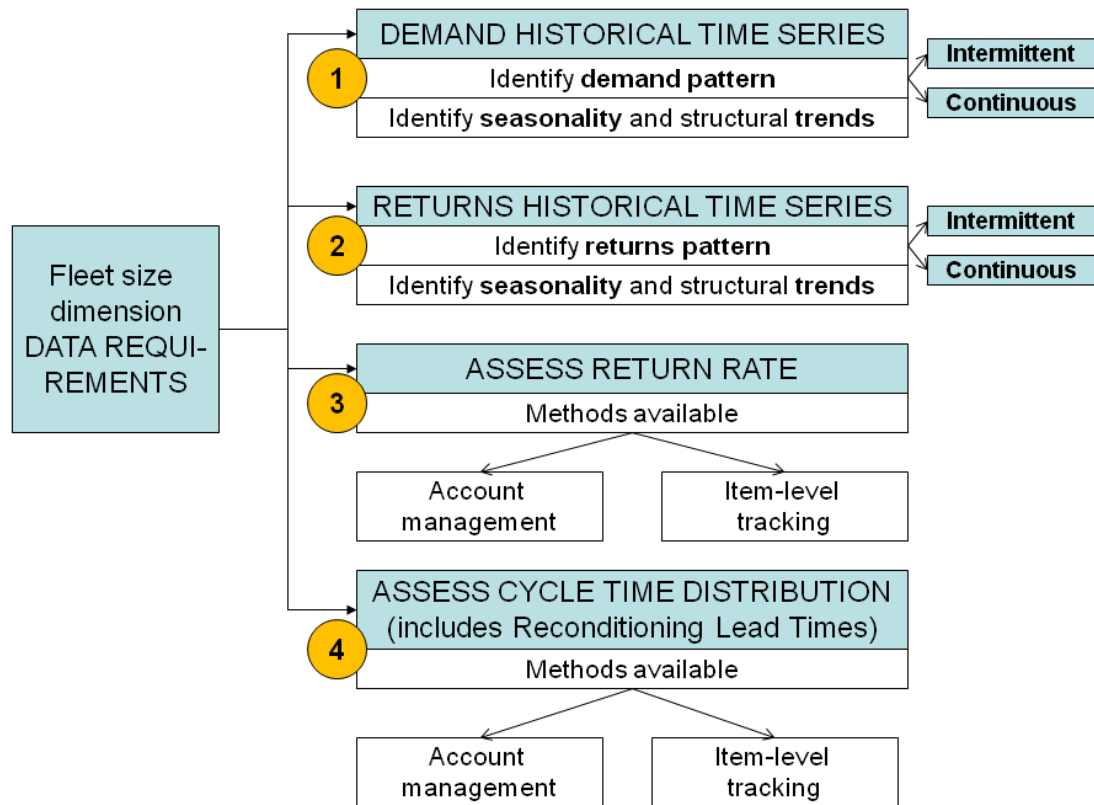 Fleet size
dimension
DATA REQUI-
REMENTS
1
DEMAND HISTORICAL TIME SERIES
Identify demand pattern
Identify seasonality and structural trends
Intermittent
Continuous
2
RETURNS HISTORICAL TIME SERIES
Identify returns pattern
Identify seasonality and structural trends
Intermittent
Continuous
3
ASSESS RETURN RATE
Methods available
Account
management
Item-level
tracking
4
ASSESS CYCLE TIME DISTRIBUTION
(includes Reconditioning Lead Times)
Methods available
Account
management
Item-level
tracking